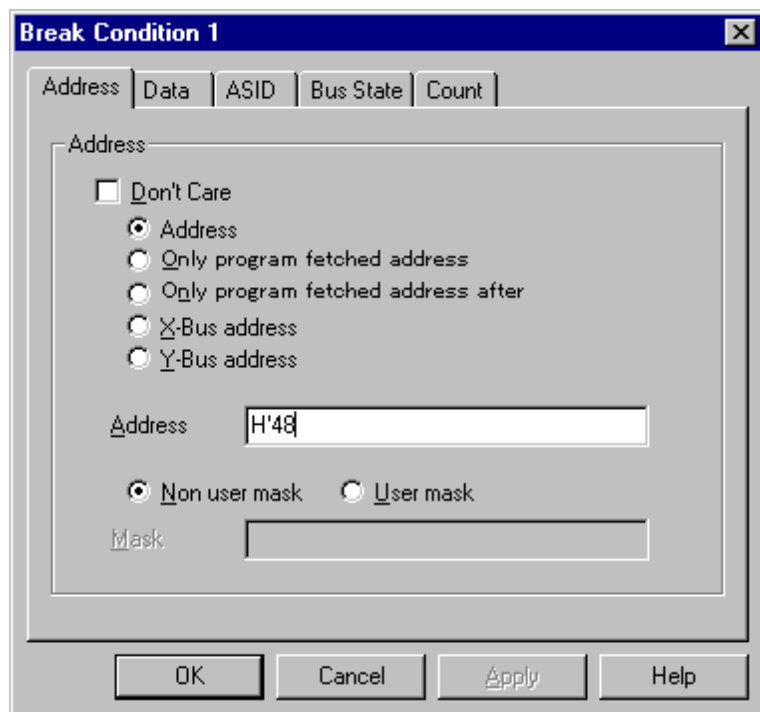 Break Condition 1
Address Data ASID Bus State Count
Address
Don't Care
Address
Only program fetched address
Only program fetched address after
X-Bus address
Y-Bus address
Address H'48
Non user mask User mask
Mask
OK Cancel Apply Help